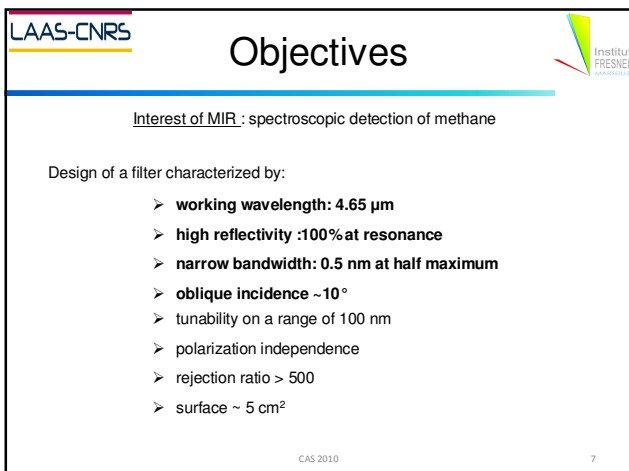 LAAS-CNRS
Objectives
Institut
FRESNEL
MARSEILLE
Interest of MIR : spectroscopic detection of methane
Design of a filter characterized by:
➢ working wavelength: 4.65 µm
➢ high reflectivity :100% at resonance
➢ narrow bandwidth: 0.5 nm at half maximum
➢ oblique incidence ~10°
➢ tunability on a range of 100 nm
➢ polarization independence
➢ rejection ratio > 500
➢ surface ~ 5 cm²
CAS 2010
7